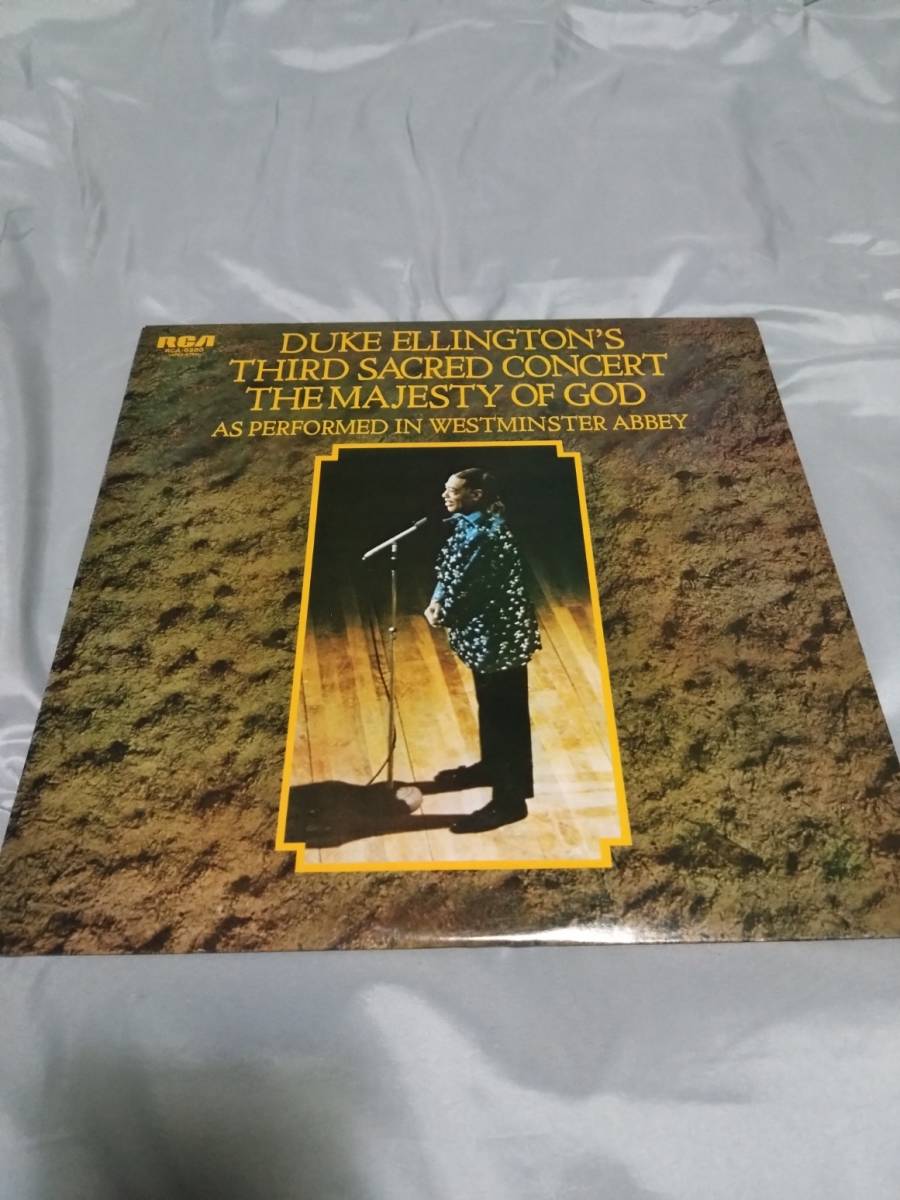 RCA
DUKE ELLINGTON'S
THIRD SACRED CONCERT
THE MAJESTY OF GOD
AS PERFORMED IN WESTMINSTER ABBEY